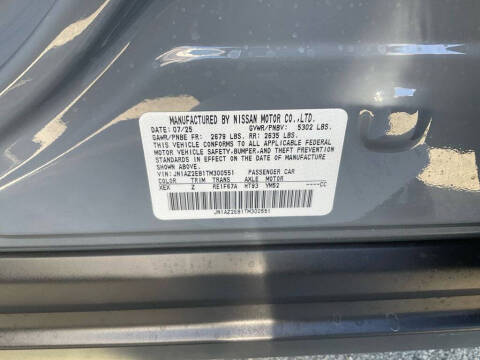 MANUFACTURED BY NISSAN MOTOR CO.,LTD.
DATE: 07/25 GVWR/PNBV: 5302 LBS.
GAWR/PNBE FR: 2679 LBS. RR: 2635 LBS.
THIS VEHICLE CONFORMS TO ALL APPLICABLE FEDERAL
MOTOR VEHICLE SAFETY,BUMPER,AND THEFT PREVENTION
STANDARDS IN EFFECT ON THE DATE OF MANUFACTURE
SHOWN ABOVE.
VIN: JN1AZ2EB1TM300551 PASSENGER CAR
COLOR TRIM TRANS AXLE MOTOR
KEX Z RE1F67A HT93 YM52 ----CC
JN1AZ2EB1TM300551